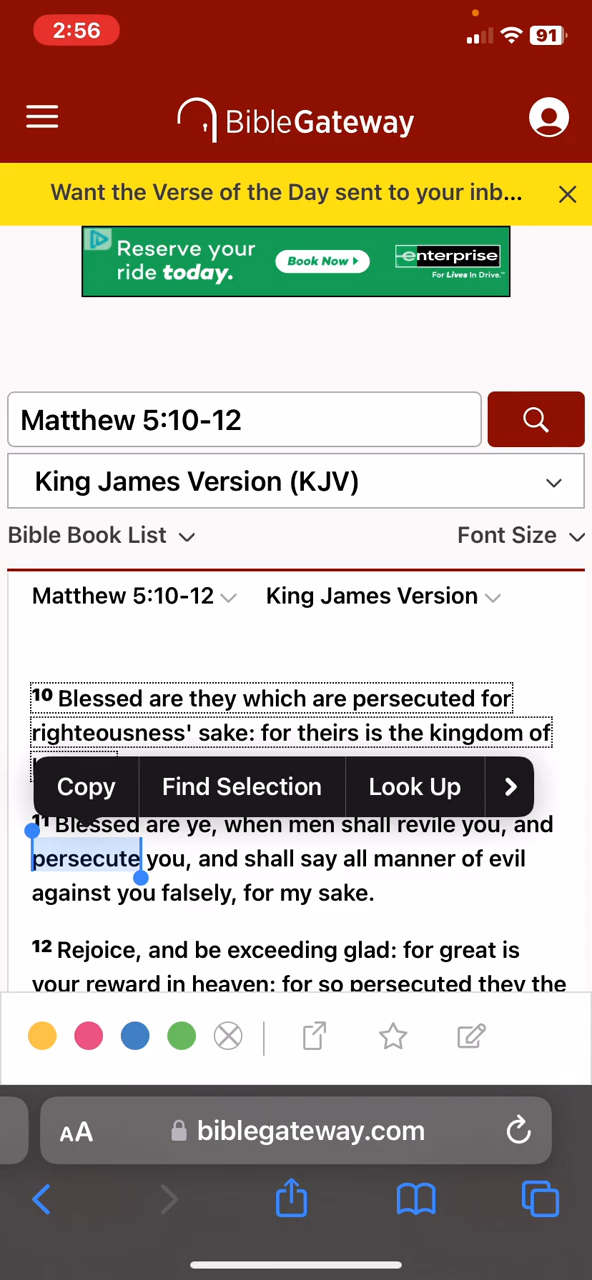 2:56
91
BibleGateway
Want the Verse of the Day sent to your inb...
Reserve your
ride today.
Book Now
enterprise
For Lives In Drive.™
Matthew 5:10-12
King James Version (KJV)
Bible Book List
Font Size
Matthew 5:10-12 King James Version
10 Blessed are they which are persecuted for
righteousness' sake: for theirs is the kingdom of
Copy Find Selection Look Up
11 Blessed are ye, when men shall revile you, and
persecute you, and shall say all manner of evil
against you falsely, for my sake.
12 Rejoice, and be exceeding glad: for great is
your reward in heaven: for so persecuted they the
AA biblegateway.com